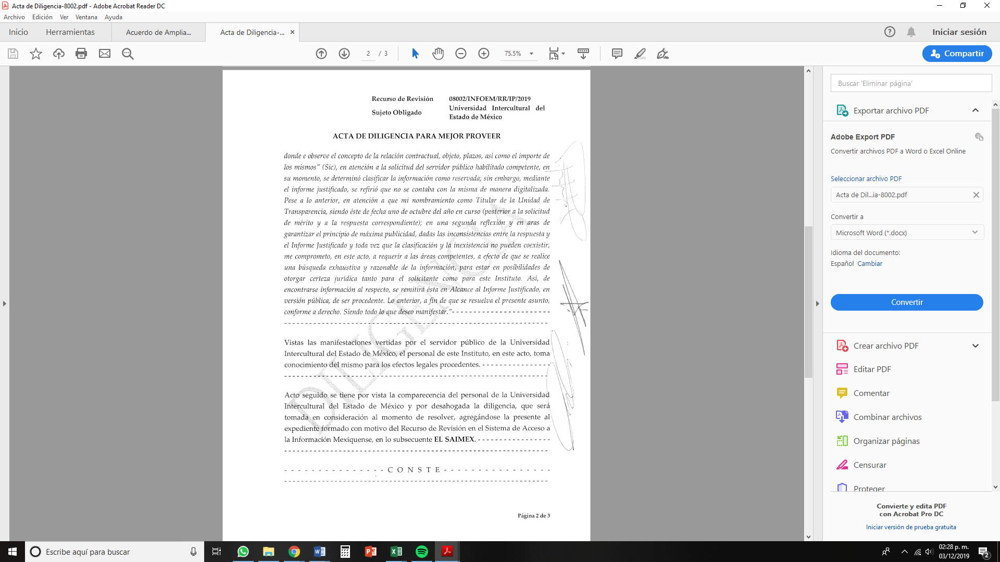 Acta de Diligencia-8002.pdf - Adobe Acrobat Reader DC
Archivo Edición Ver Ventana Ayuda
Inicio Herramientas Acuerdo de Amplia... Acta de Diligencia-... Iniciar sesión
2 / 3 75.5% Compartir
Recurso de Revisión 08002/INFOEM/RR/IP/2019
Sujeto Obligado Universidad Intercultural del
Estado de México
ACTA DE DILIGENCIA PARA MEJOR PROVEER
donde e observe el concepto de la relación contractual, objeto, plazos, así como el importe de
los mismos” (Sic), en atención a la solicitud del servidor público habilitado competente, en
su momento, se determinó clasificar la información como reservada; sin embargo, mediante
el informe justificado, se refirió que no se contaba con la misma de manera digitalizada.
Pese a lo anterior, en atención a que mi nombramiento como Titular de la Unidad de
Transparencia, siendo éste de fecha uno de octubre del año en curso (posterior a la solicitud
de mérito y a la respuesta correspondiente); en una segunda reflexión y en aras de
garantizar el principio de máxima publicidad, dadas las inconsistencias entre la respuesta y
el Informe Justificado y toda vez que la clasificación y la inexistencia no pueden coexistir,
me comprometo, en este acto, a requerir a las áreas competentes, a efecto de que se realice
una búsqueda exhaustiva y razonable de la información, para estar en posibilidades de
otorgar certeza jurídica tanto para el solicitante como para este Instituto. Así, de
encontrarse información al respecto, se remitirá ésta en Alcance al Informe Justificado, en
versión pública, de ser procedente. Lo anterior, a fin de que se resuelva el presente asunto,
conforme a derecho. Siendo todo lo que deseo manifestar.”- - - - - - - - - - - - - - - - - - - - - - -
Vistas las manifestaciones vertidas por el servidor público de la Universidad
Intercultural del Estado de México, el personal de este Instituto, en este acto, toma
conocimiento del mismo para los efectos legales procedentes. - - - - - - - - - - - - - - - -
Acto seguido se tiene por vista la comparecencia del personal de la Universidad
Intercultural del Estado de México y por desahogada la diligencia, que será
tomada en consideración al momento de resolver, agregándose la presente al
expediente formado con motivo del Recurso de Revisión en el Sistema de Acceso a
la Información Mexiquense, en lo subsecuente EL SAIMEX. - - - - - - - - - - - - - - - - -
- - - - - - - - - - - - - - C O N S T E - - - - - - - - - - - - - - - -
Página 2 de 3
DILIGENCIA
Buscar 'Eliminar página'
Exportar archivo PDF
Adobe Export PDF
Convertir archivos PDF a Word o Excel Online
Seleccionar archivo PDF
Acta de Dil...ia-8002.pdf
Convertir a
Microsoft Word (*.docx)
Idioma del documento:
Español Cambiar
Convertir
Crear archivo PDF
Editar PDF
Comentar
Combinar archivos
Organizar páginas
Censurar
Proteger
Convierte y edita PDF
con Acrobat Pro DC
Iniciar versión de prueba gratuita
Escribe aquí para buscar
02:28 p. m.
03/12/2019
2